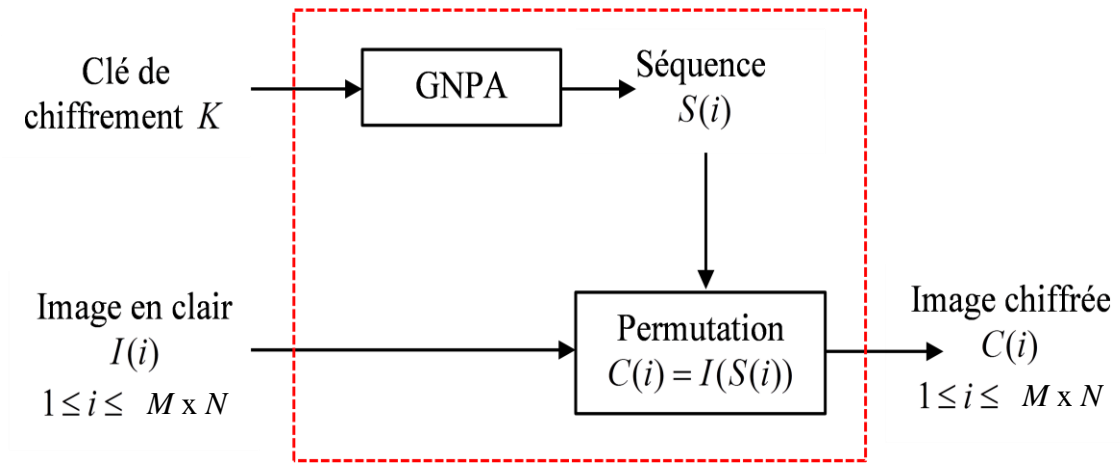 Clé de
chiffrement K
GNPA
Séquence
S(i)
Image en clair
I(i)
1 ≤ i ≤ M x N
Permutation
C(i) = I(S(i))
Image chiffrée
C(i)
1 ≤ i ≤ M x N